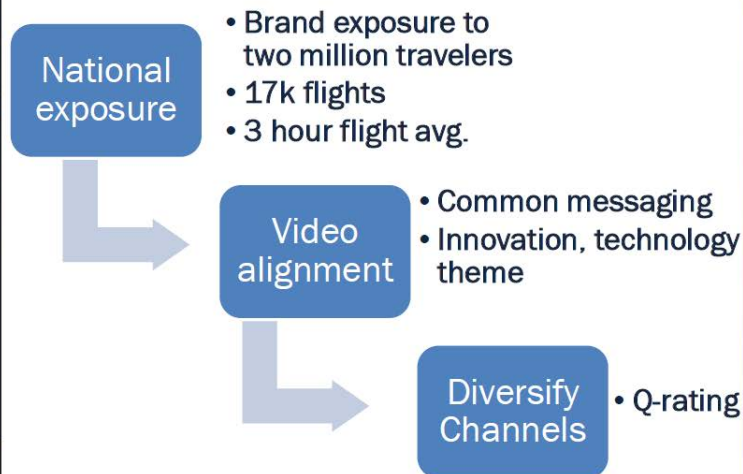 National
exposure
• Brand exposure to
two million travelers
• 17k flights
• 3 hour flight avg.
Video
alignment
• Common messaging
• Innovation, technology
theme
Diversify
Channels
• Q-rating